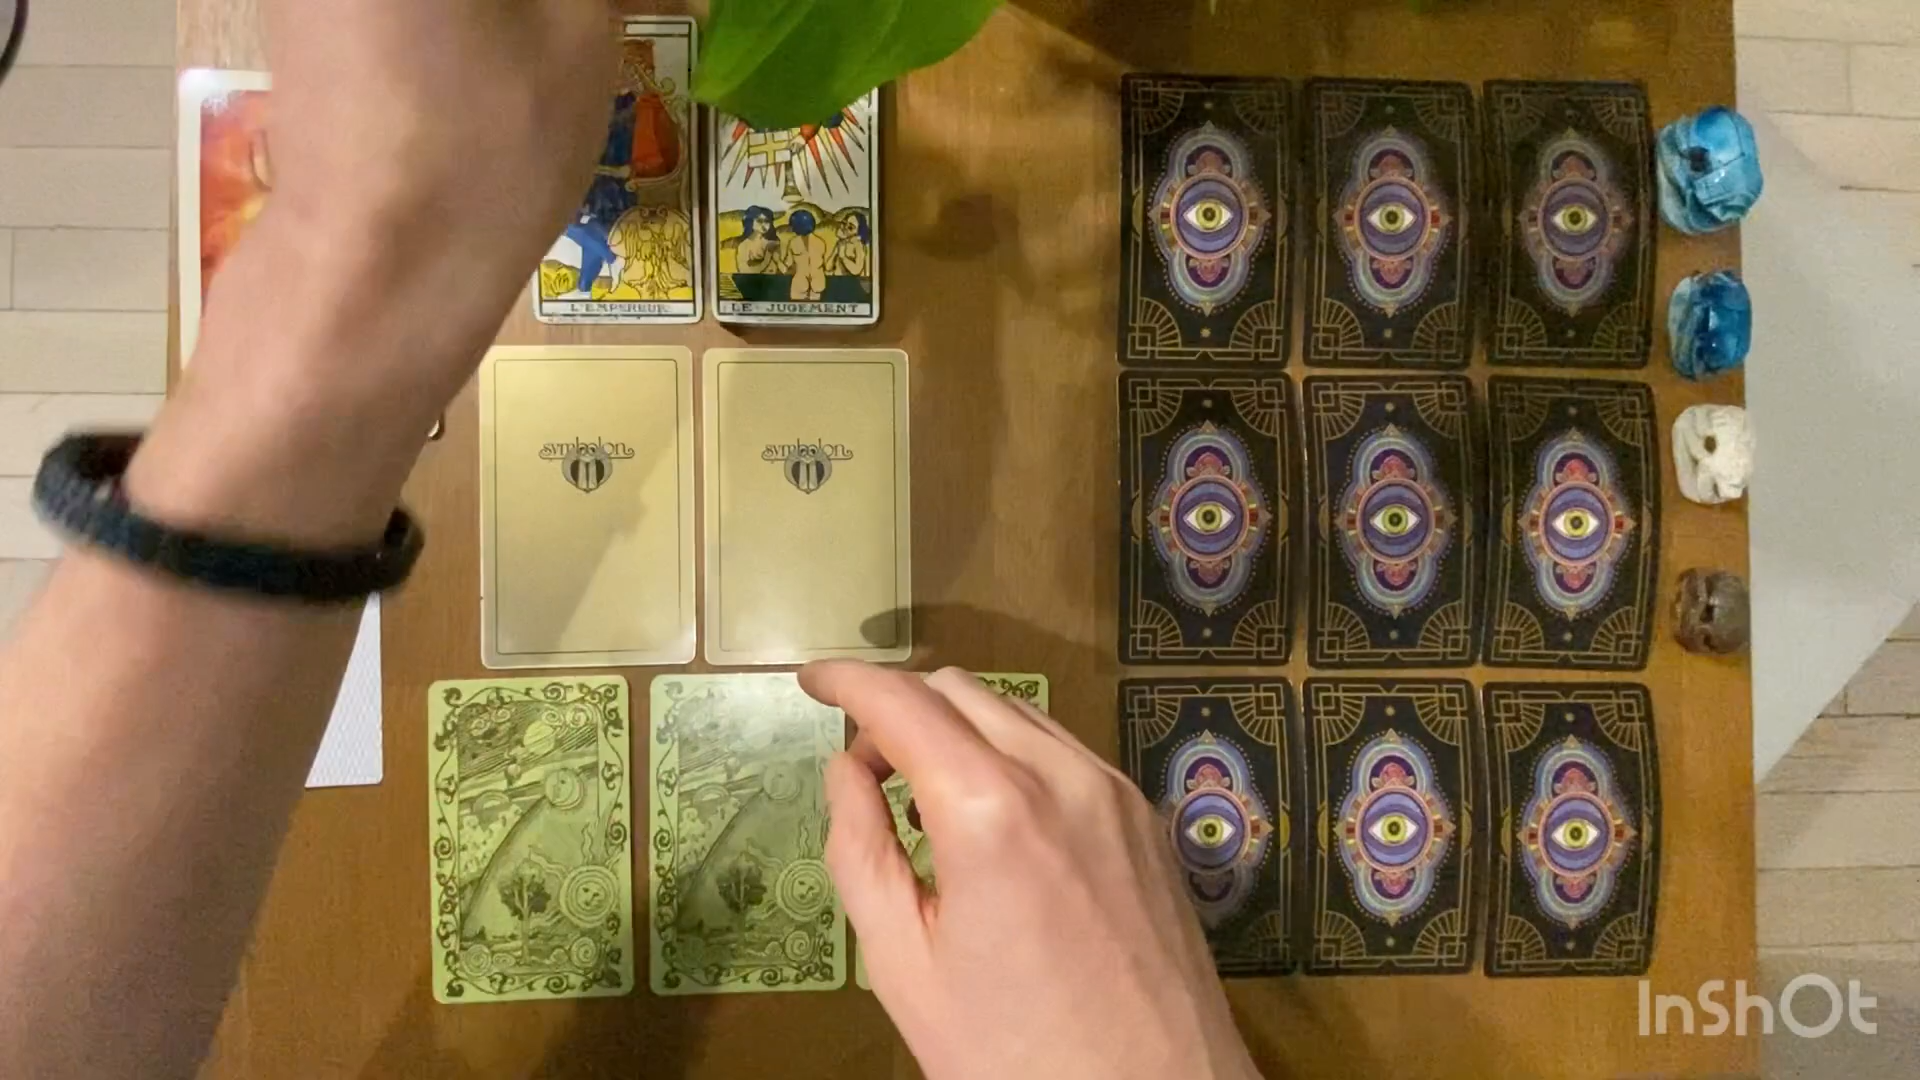 L'EMPEREUR
LE · JUGEMENT
symbolon
symbolon
InShOt